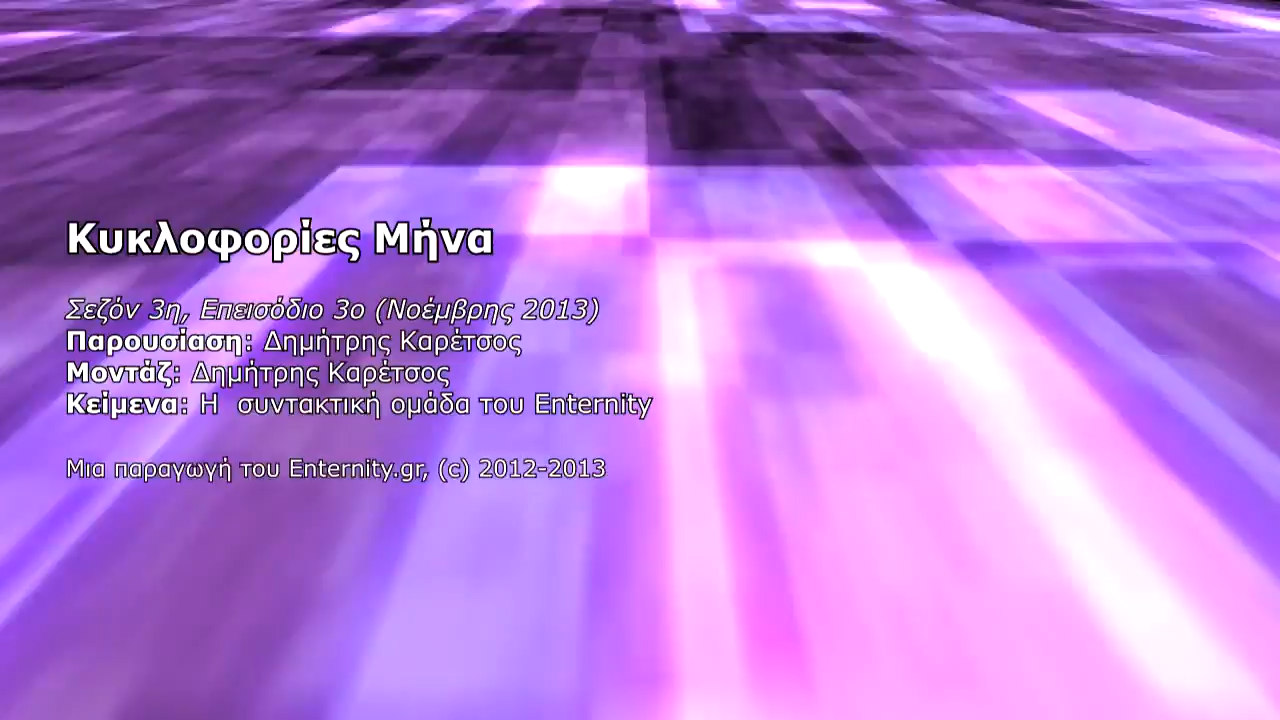 Κυκλοφορίες Μήνα
Σεζόν 3η, Επεισόδιο 3ο (Νοέμβρης 2013)
Παρουσίαση: Δημήτρης Καρέτσος
Μοντάζ: Δημήτρης Καρέτσος
Κείμενα: Η  συντακτική ομάδα του Enternity
Μια παραγωγή του Enternity.gr, (c) 2012-2013